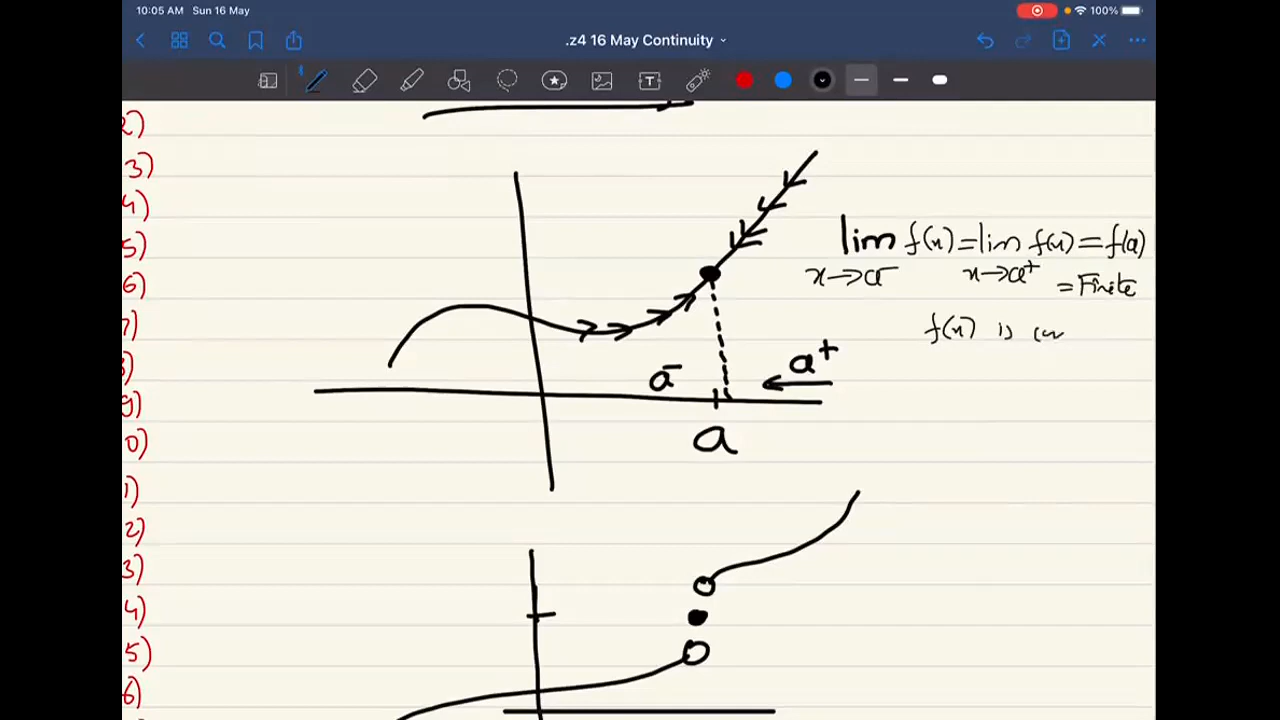 10:05 AM Sun 16 May
100%
.z4 16 May Continuity
T
2)
3)
4)
5)
6)
7)
8)
9)
0)
1)
2)
3)
4)
5)
6)
lim f(x) = lim f(x) = f(a)
x→a⁻ x→a⁺ = Finite
f(x) is con
a⁻ a⁺
a